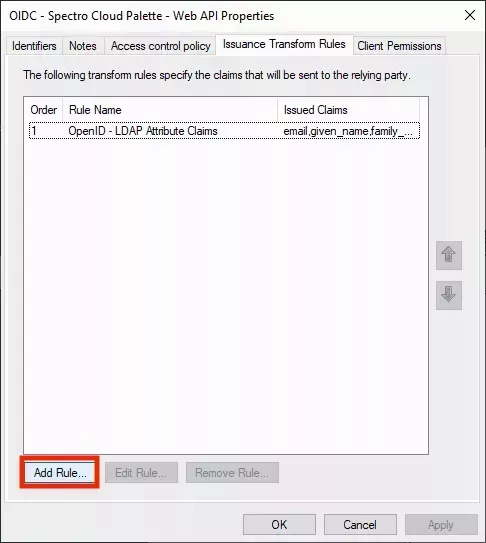 OIDC - Spectro Cloud Palette - Web API Properties
Identifiers Notes Access control policy Issuance Transform Rules Client Permissions
The following transform rules specify the claims that will be sent to the relying party.
Order Rule Name Issued Claims
1 OpenID - LDAP Attribute Claims email,given_name,family_...
Add Rule... Edit Rule... Remove Rule...
OK Cancel Apply